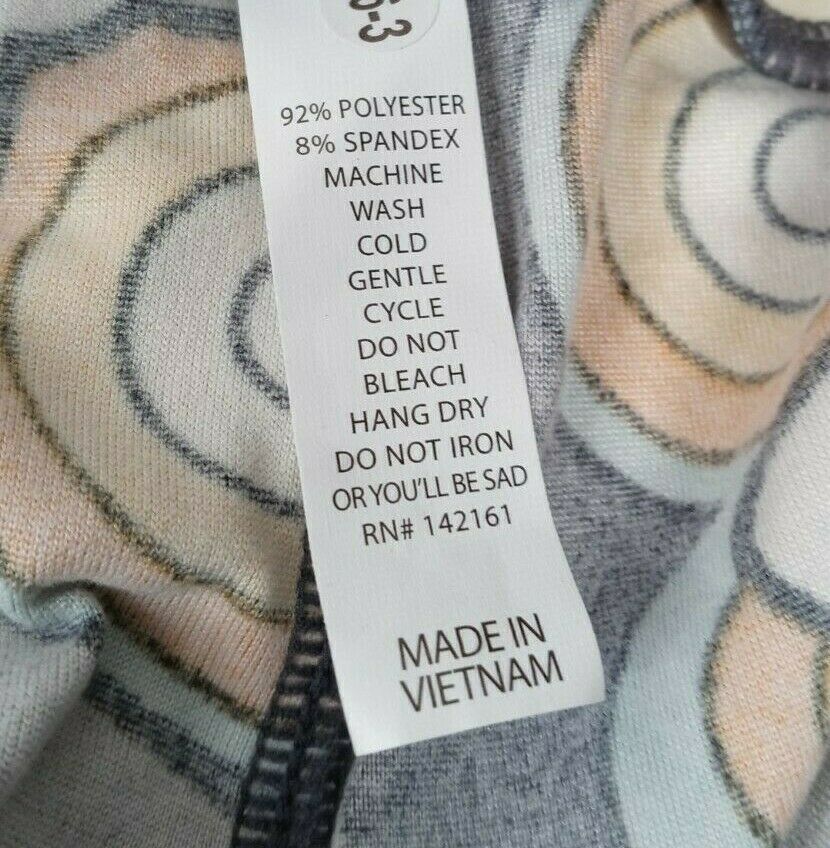 92% POLYESTER
8% SPANDEX
MACHINE
WASH
COLD
GENTLE
CYCLE
DO NOT
BLEACH
HANG DRY
DO NOT IRON
OR YOU'LL BE SAD
RN# 142161
MADE IN
VIETNAM